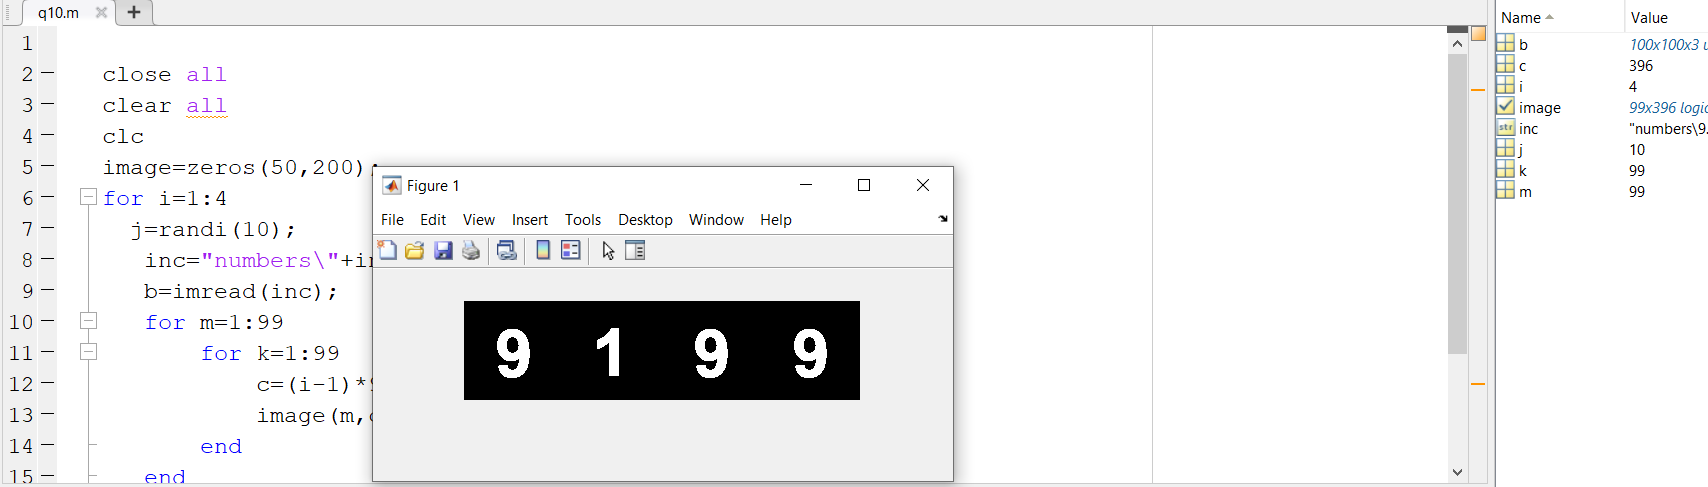 q10.m
1
2 close all
3 clear all
4 clc
5 image=zeros(50,200);
6 for i=1:4
7 j=randi(10);
8 inc="numbers\"+i
9 b=imread(inc);
10 for m=1:99
11 for k=1:99
12 c=(i-1)*
13 image(m,
14 end
15 end
Figure 1
File Edit View Insert Tools Desktop Window Help
9 1 9 9
Name Value
b 100x100x3 u
c 396
i 4
image 99x396 logic
str inc "numbers\9.
j 10
k 99
m 99